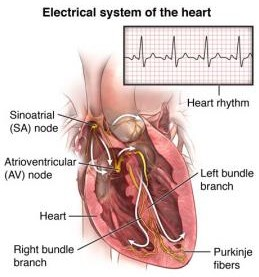 Electrical system of the heart
Heart rhythm
Sinoatrial
(SA) node
Atrioventricular
(AV) node
Left bundle
branch
Heart
Right bundle
branch
Purkinje
fibers